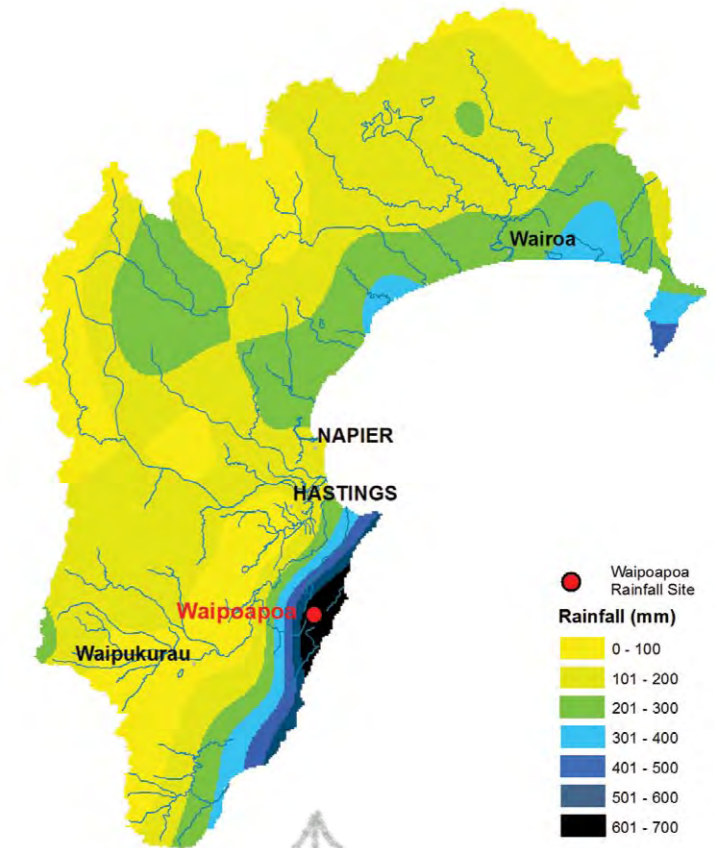 Wairoa
NAPIER
HASTINGS
Waipoapoa
Waipukurau
Waipoapoa
Rainfall Site
Rainfall (mm)
0 - 100
101 - 200
201 - 300
301 - 400
401 - 500
501 - 600
601 - 700